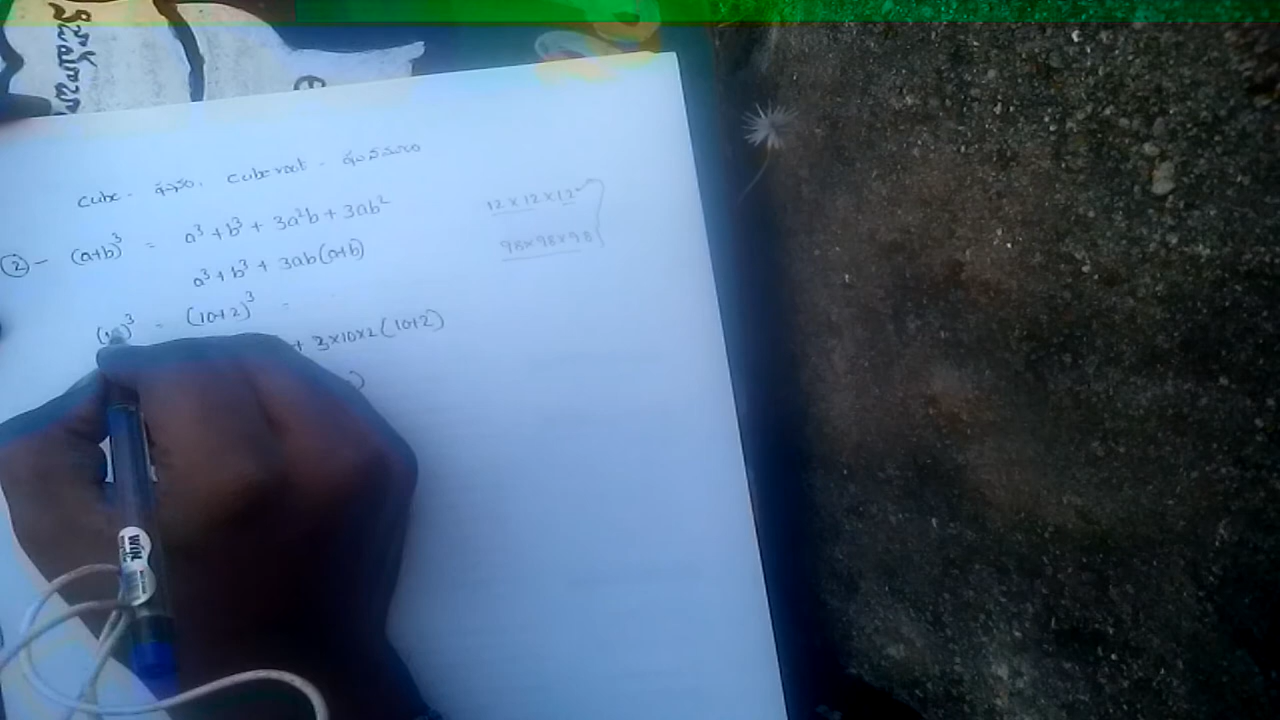 Cube - ఘనం, Cube root - ఘనమూలం
② - (a+b)³ = a³ + b³ + 3a²b + 3ab²
a³ + b³ + 3ab(a+b)
12 × 12 × 12
98×98×98
( )³ = (10+2)³ =
+ 3×10×2(10+2)
)
WIN